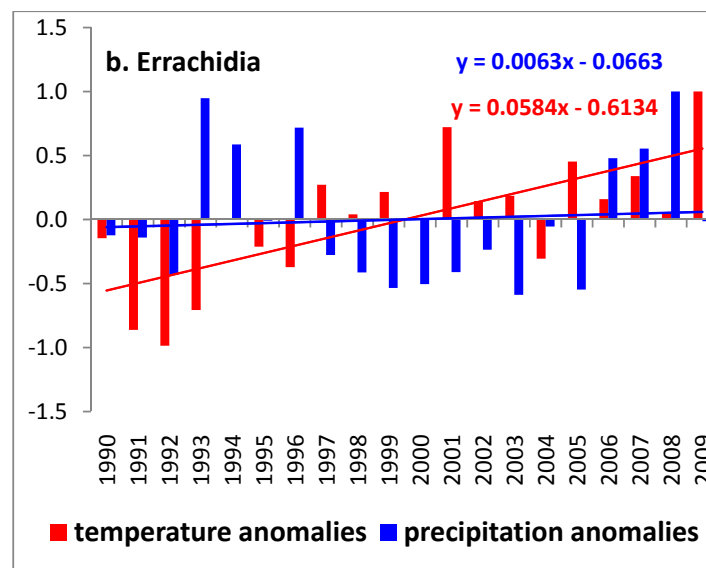 1.5
b. Errachidia
y = 0.0063x - 0.0663
1.0
y = 0.0584x - 0.6134
0.5
0.0
-0.5
-1.0
-1.5
1990 1991 1992 1993 1994 1995 1996 1997 1998 1999 2000 2001 2002 2003 2004 2005 2006 2007 2008 2009
temperature anomalies precipitation anomalies